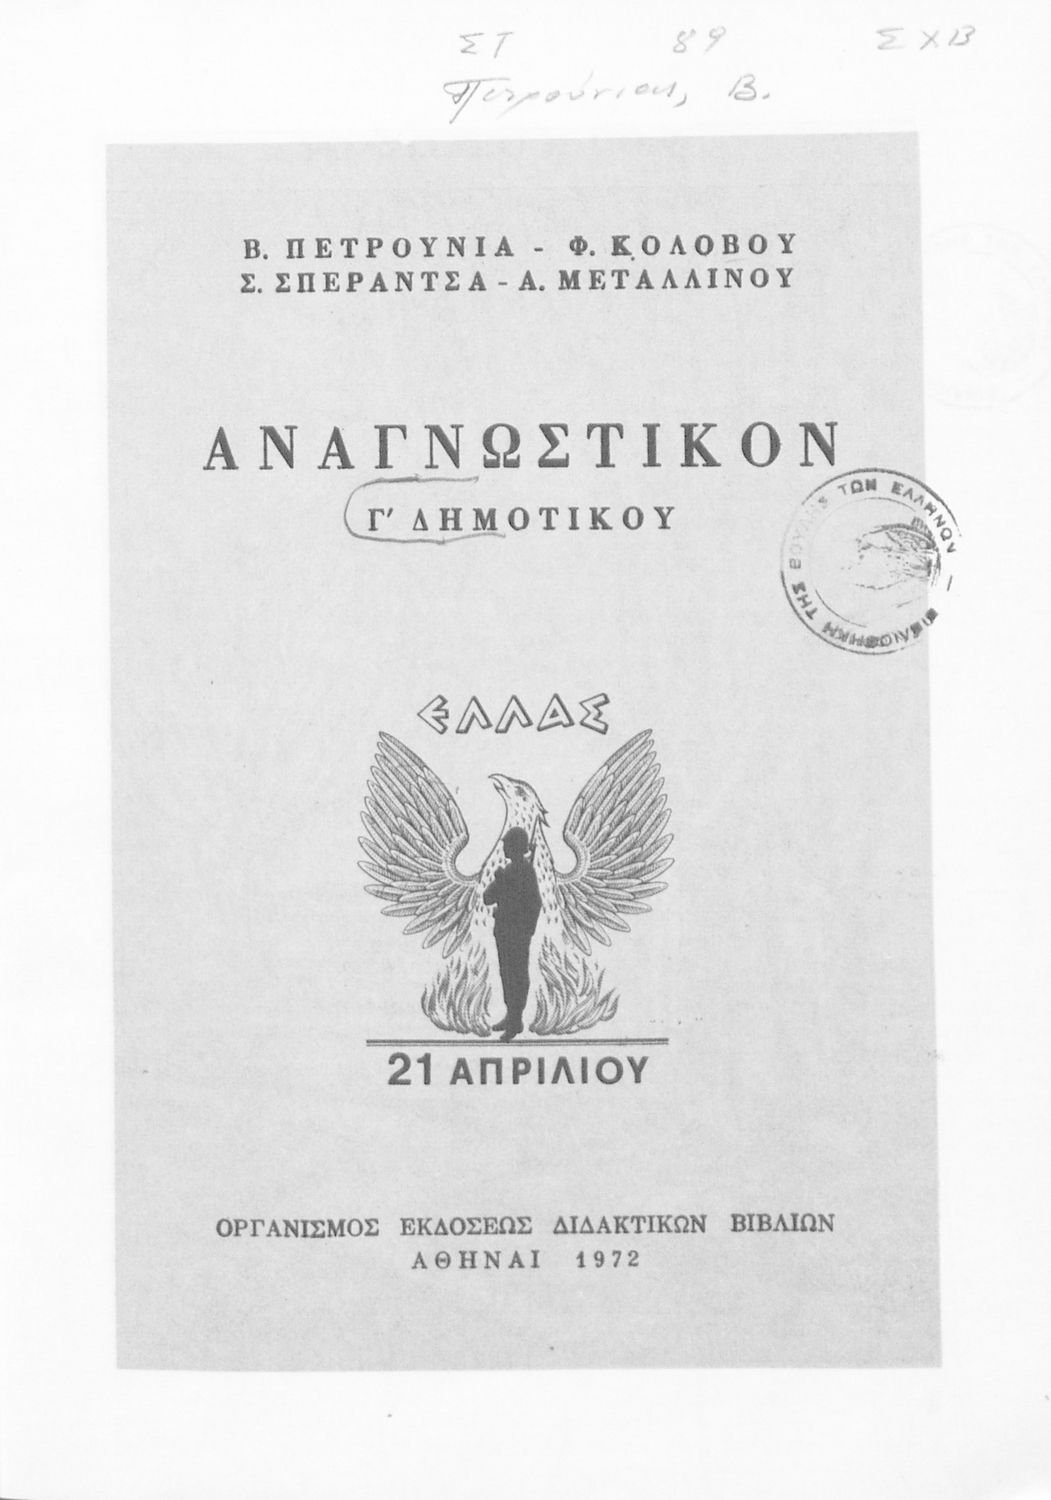 ΣΤ 89 ΣΧΒ
Πετρούνιας, Β.
Β. ΠΕΤΡΟΥΝΙΑ - Φ. ΚΟΛΟΒΟΥ
Σ. ΣΠΕΡΑΝΤΣΑ - Α. ΜΕΤΑΛΛΙΝΟΥ
ΑΝΑΓΝΩΣΤΙΚΟΝ
Γ' ΔΗΜΟΤΙΚΟΥ
ΒΙΒΛΙΟΘΗΚΗ ΤΗΣ ΒΟΥΛΗΣ ΤΩΝ ΕΛΛΗΝΩΝ
ΕΛΛΑΣ
21 ΑΠΡΙΛΙΟΥ
ΟΡΓΑΝΙΣΜΟΣ ΕΚΔΟΣΕΩΣ ΔΙΔΑΚΤΙΚΩΝ ΒΙΒΛΙΩΝ
ΑΘΗΝΑΙ 1972